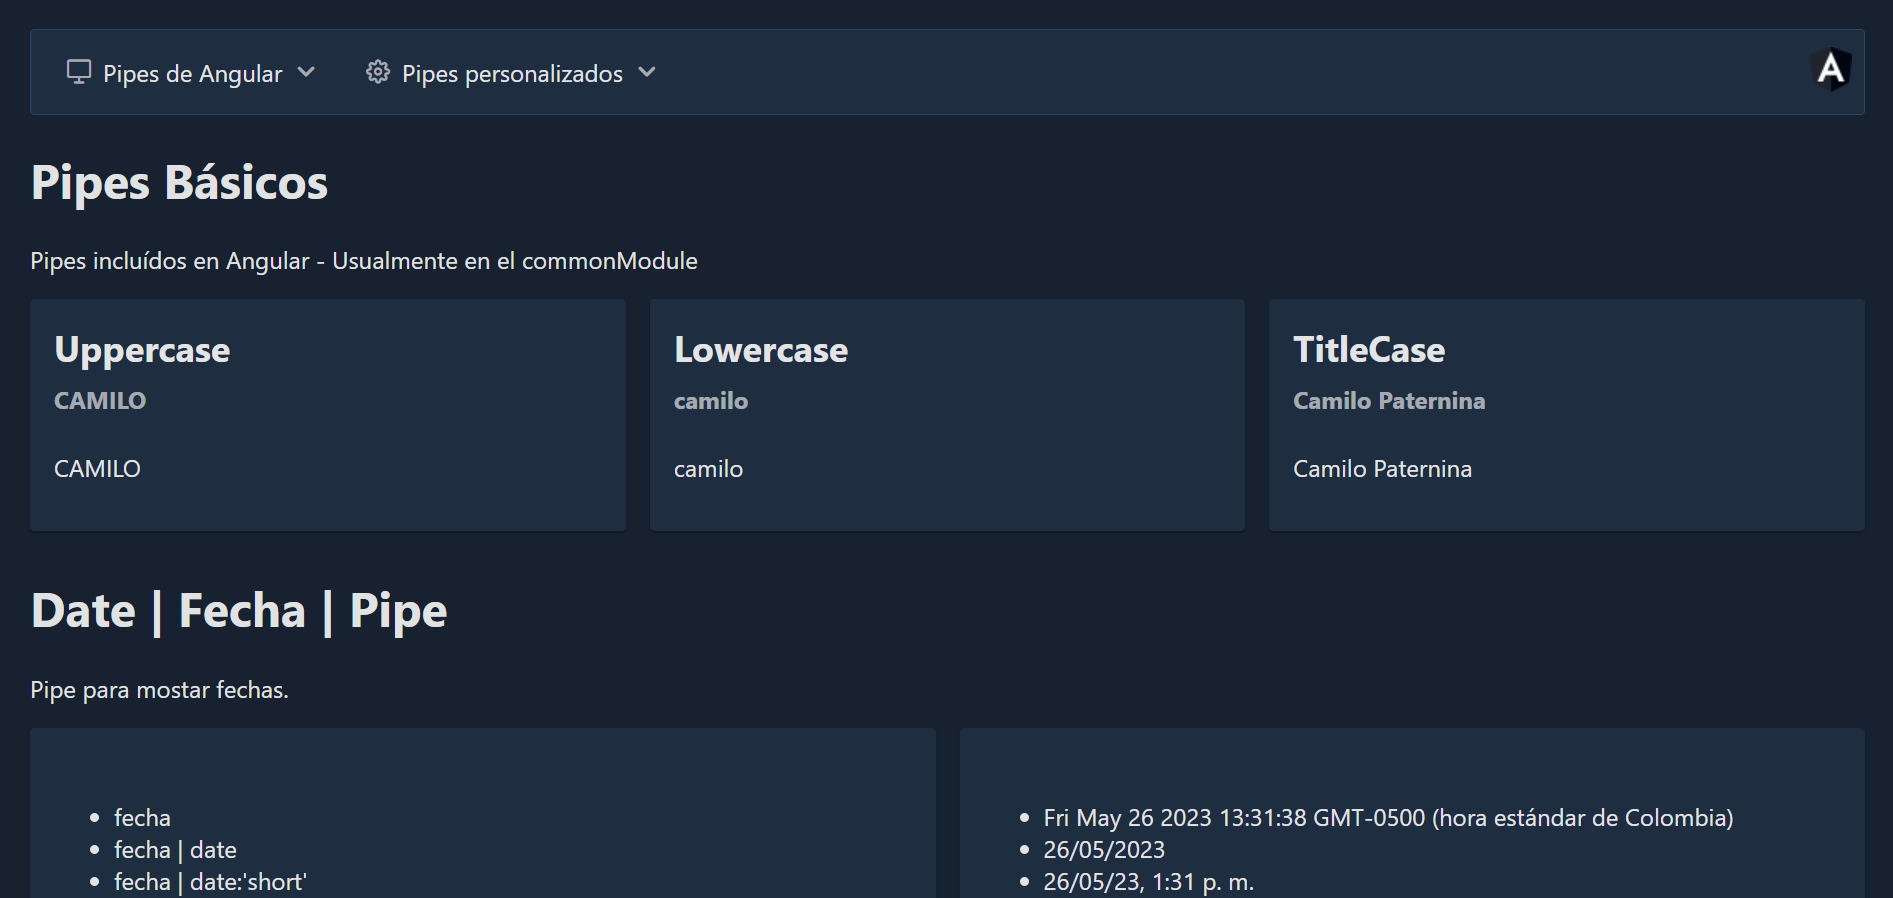 Pipes de Angular Pipes personalizados A
Pipes Básicos
Pipes incluídos en Angular - Usualmente en el commonModule
Uppercase
CAMILO
CAMILO
Lowercase
camilo
camilo
TitleCase
Camilo Paternina
Camilo Paternina
Date | Fecha | Pipe
Pipe para mostar fechas.
fecha
fecha | date
fecha | date:'short'
Fri May 26 2023 13:31:38 GMT-0500 (hora estándar de Colombia)
26/05/2023
26/05/23, 1:31 p. m.